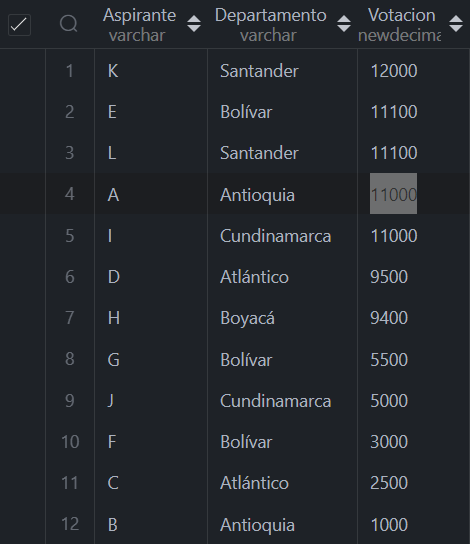 Aspirante Departamento Votacion
varchar varchar newdecima
1 K Santander 12000
2 E Bolívar 11100
3 L Santander 11100
4 A Antioquia 11000
5 I Cundinamarca 11000
6 D Atlántico 9500
7 H Boyacá 9400
8 G Bolívar 5500
9 J Cundinamarca 5000
10 F Bolívar 3000
11 C Atlántico 2500
12 B Antioquia 1000